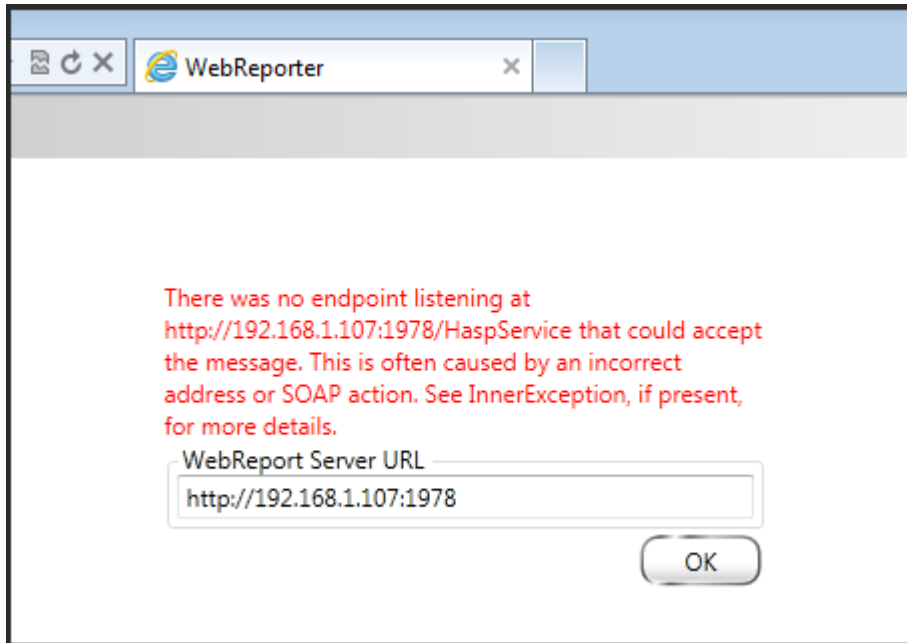 WebReporter
There was no endpoint listening at
http://192.168.1.107:1978/HaspService that could accept
the message. This is often caused by an incorrect
address or SOAP action. See InnerException, if present,
for more details.
WebReport Server URL
http://192.168.1.107:1978
OK